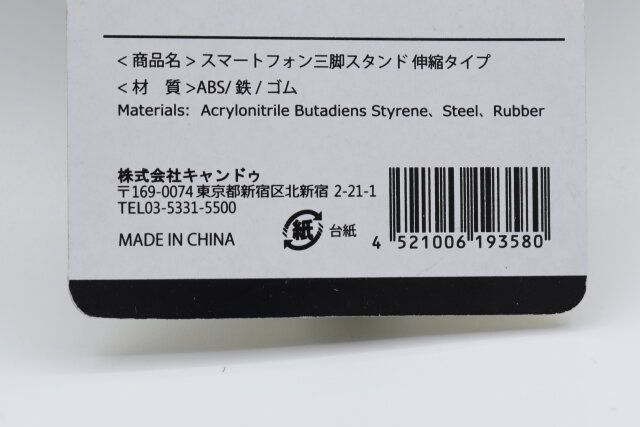 ＜商品名＞スマートフォン三脚スタンド 伸縮タイプ
＜材　質＞ABS/ 鉄 / ゴム
Materials: Acrylonitrile Butadiens Styrene、Steel、Rubber
株式会社キャンドゥ
〒169-0074 東京都新宿区北新宿 2-21-1
TEL03-5331-5500
MADE IN CHINA
紙 台紙
4 521006 193580